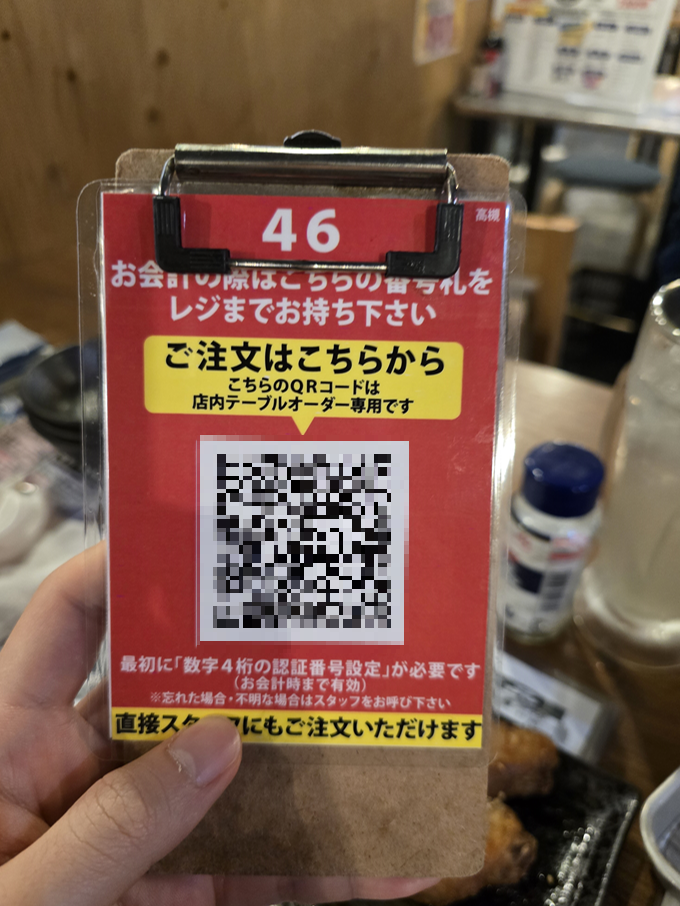 46
高槻
お会計の際はこちらの番号札を
レジまでお持ち下さい
ご注文はこちらから
こちらのQRコードは
店内テーブルオーダー専用です
最初に「数字4桁の認証番号設定」が必要です
(お会計時まで有効)
※忘れた場合・不明な場合はスタッフをお呼び下さい
直接スタッフにもご注文いただけます